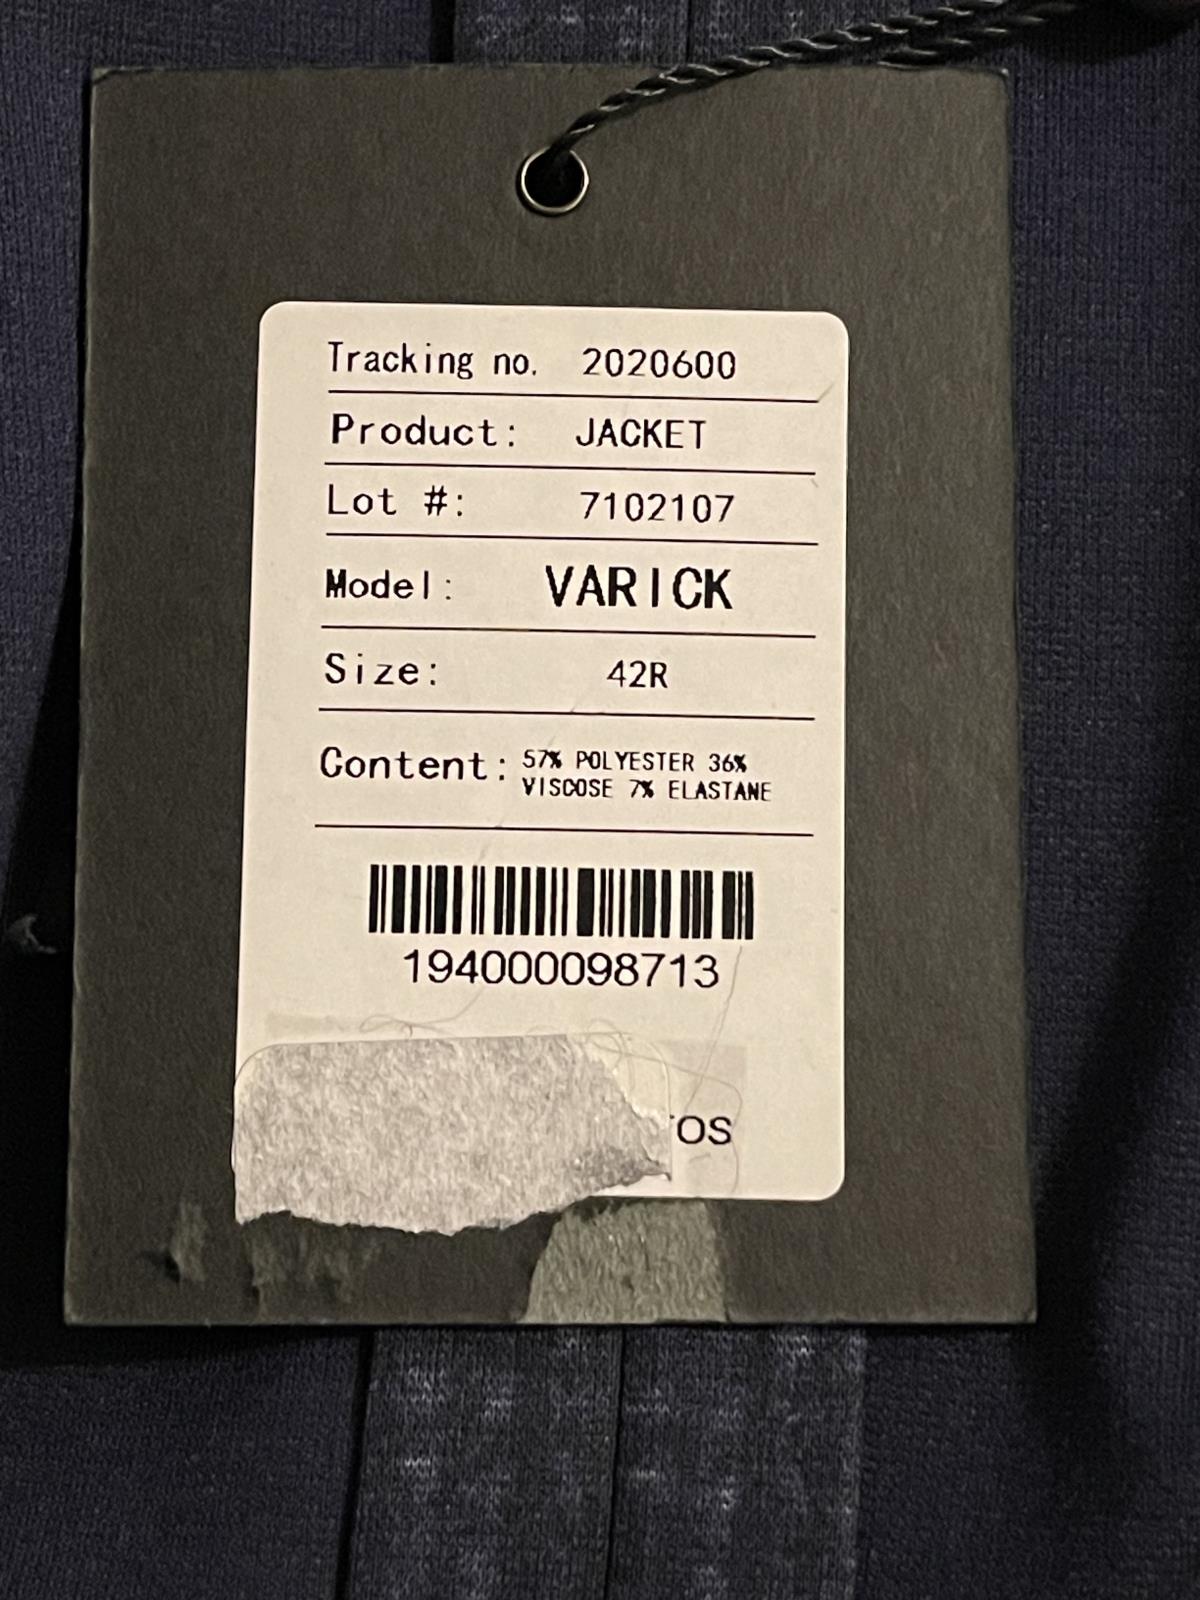 Tracking no. 2020600
Product: JACKET
Lot #: 7102107
Model: VARICK
Size: 42R
Content: 57% POLYESTER 36%
VISCOSE 7% ELASTANE
194000098713